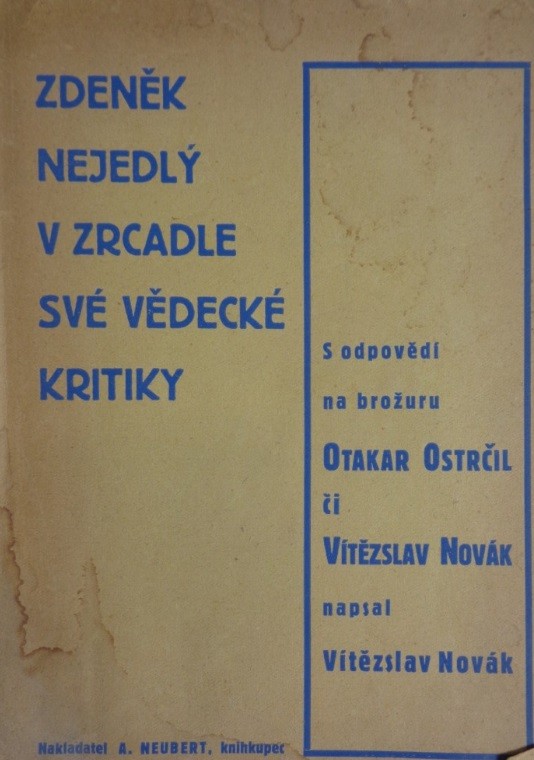 ZDENĚK
NEJEDLÝ
V ZRCADLE
SVÉ VĚDECKÉ
KRITIKY
S odpovědí
na brožuru
OTAKAR OSTRČIL
či
VÍTĚZSLAV NOVÁK
napsal
Vítězslav Novák
Nakladatel A. NEUBERT, knihkupec